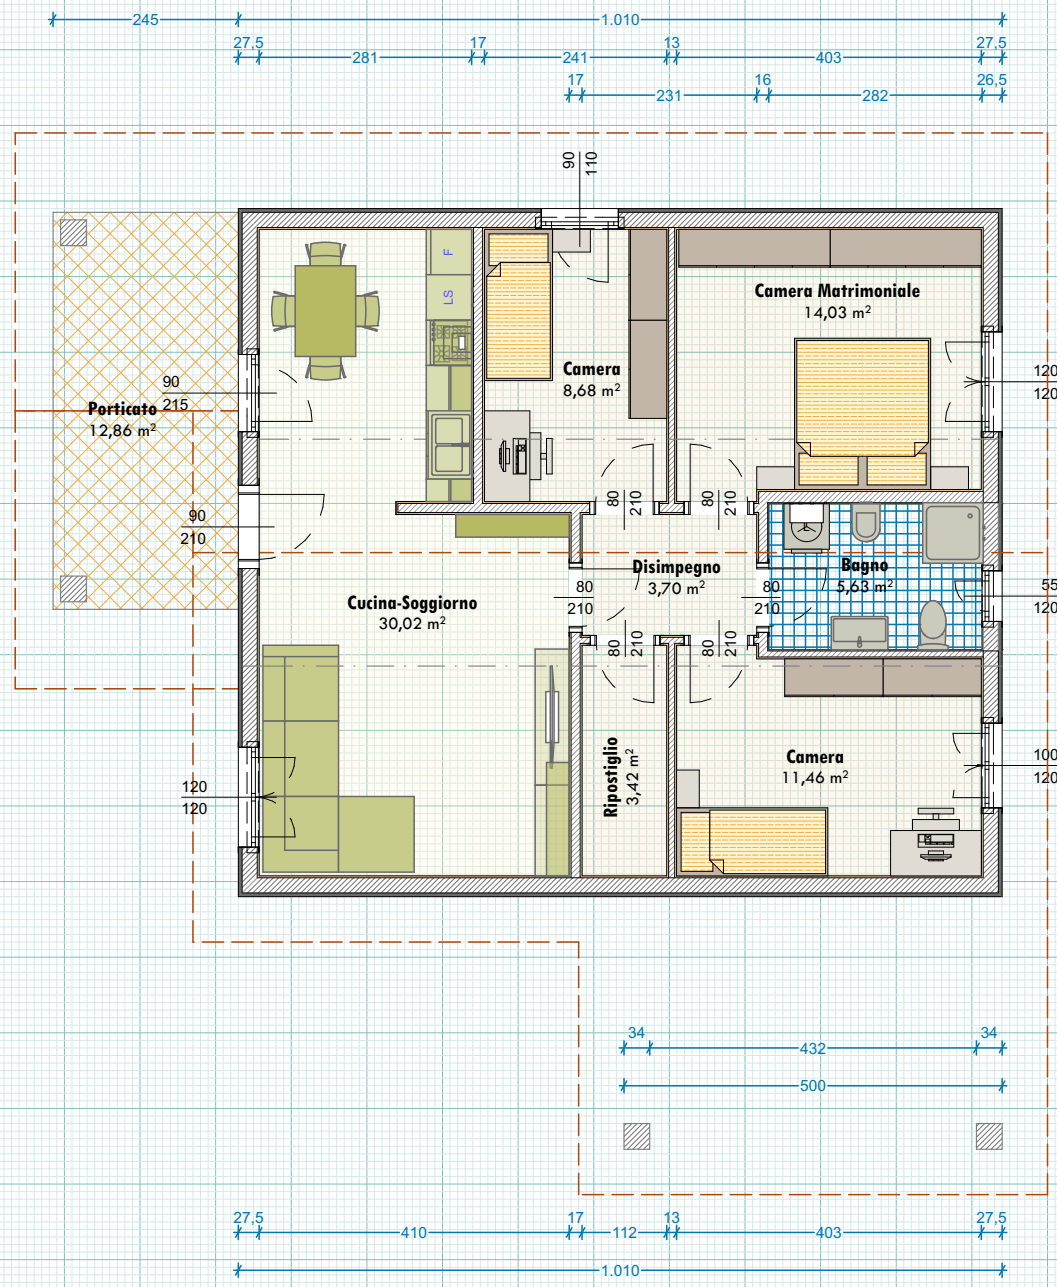 245
1.010
27,5
17
13
27,5
281
241
403
17
16
26,5
231
282
90
110
F
LS
Camera Matrimoniale
14,03 m²
Camera
8,68 m²
120
120
90
215
Porticato
12,86 m²
90
210
80
210
80
210
Disimpegno
3,70 m²
Bagno
5,63 m²
80
210
80
210
55
120
Cucina-Soggiorno
30,02 m²
80
210
80
210
Ripostiglio
3,42 m²
Camera
11,46 m²
100
120
120
120
34
34
432
500
27,5
17
13
27,5
410
112
403
1.010